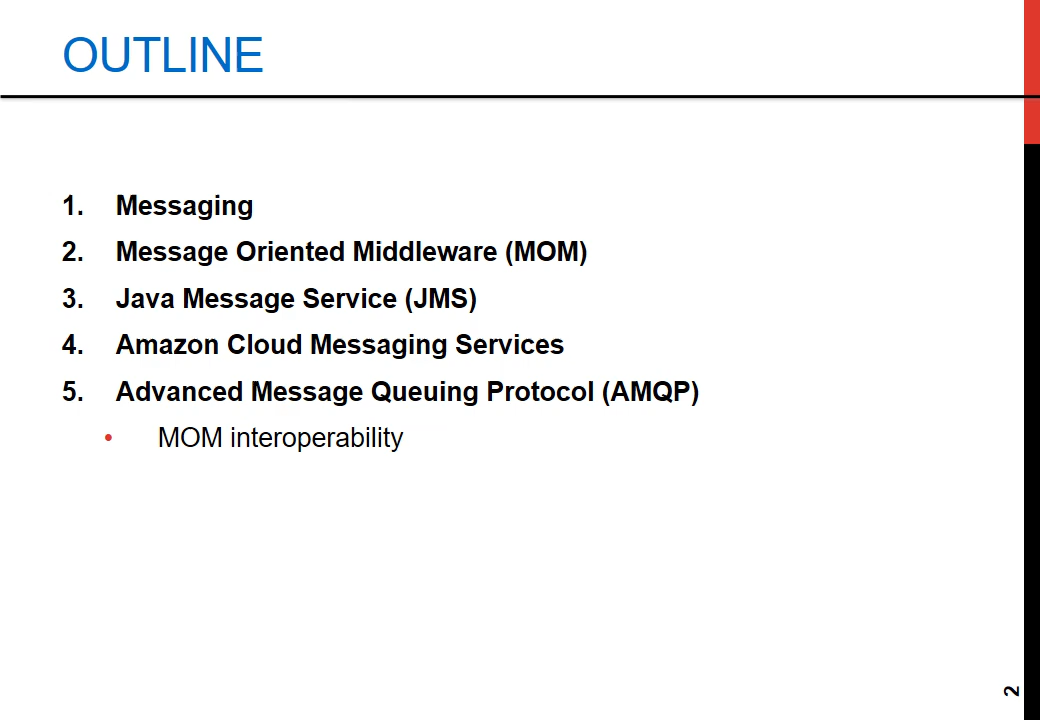 OUTLINE
1. Messaging
2. Message Oriented Middleware (MOM)
3. Java Message Service (JMS)
4. Amazon Cloud Messaging Services
5. Advanced Message Queuing Protocol (AMQP)
• MOM interoperability
2